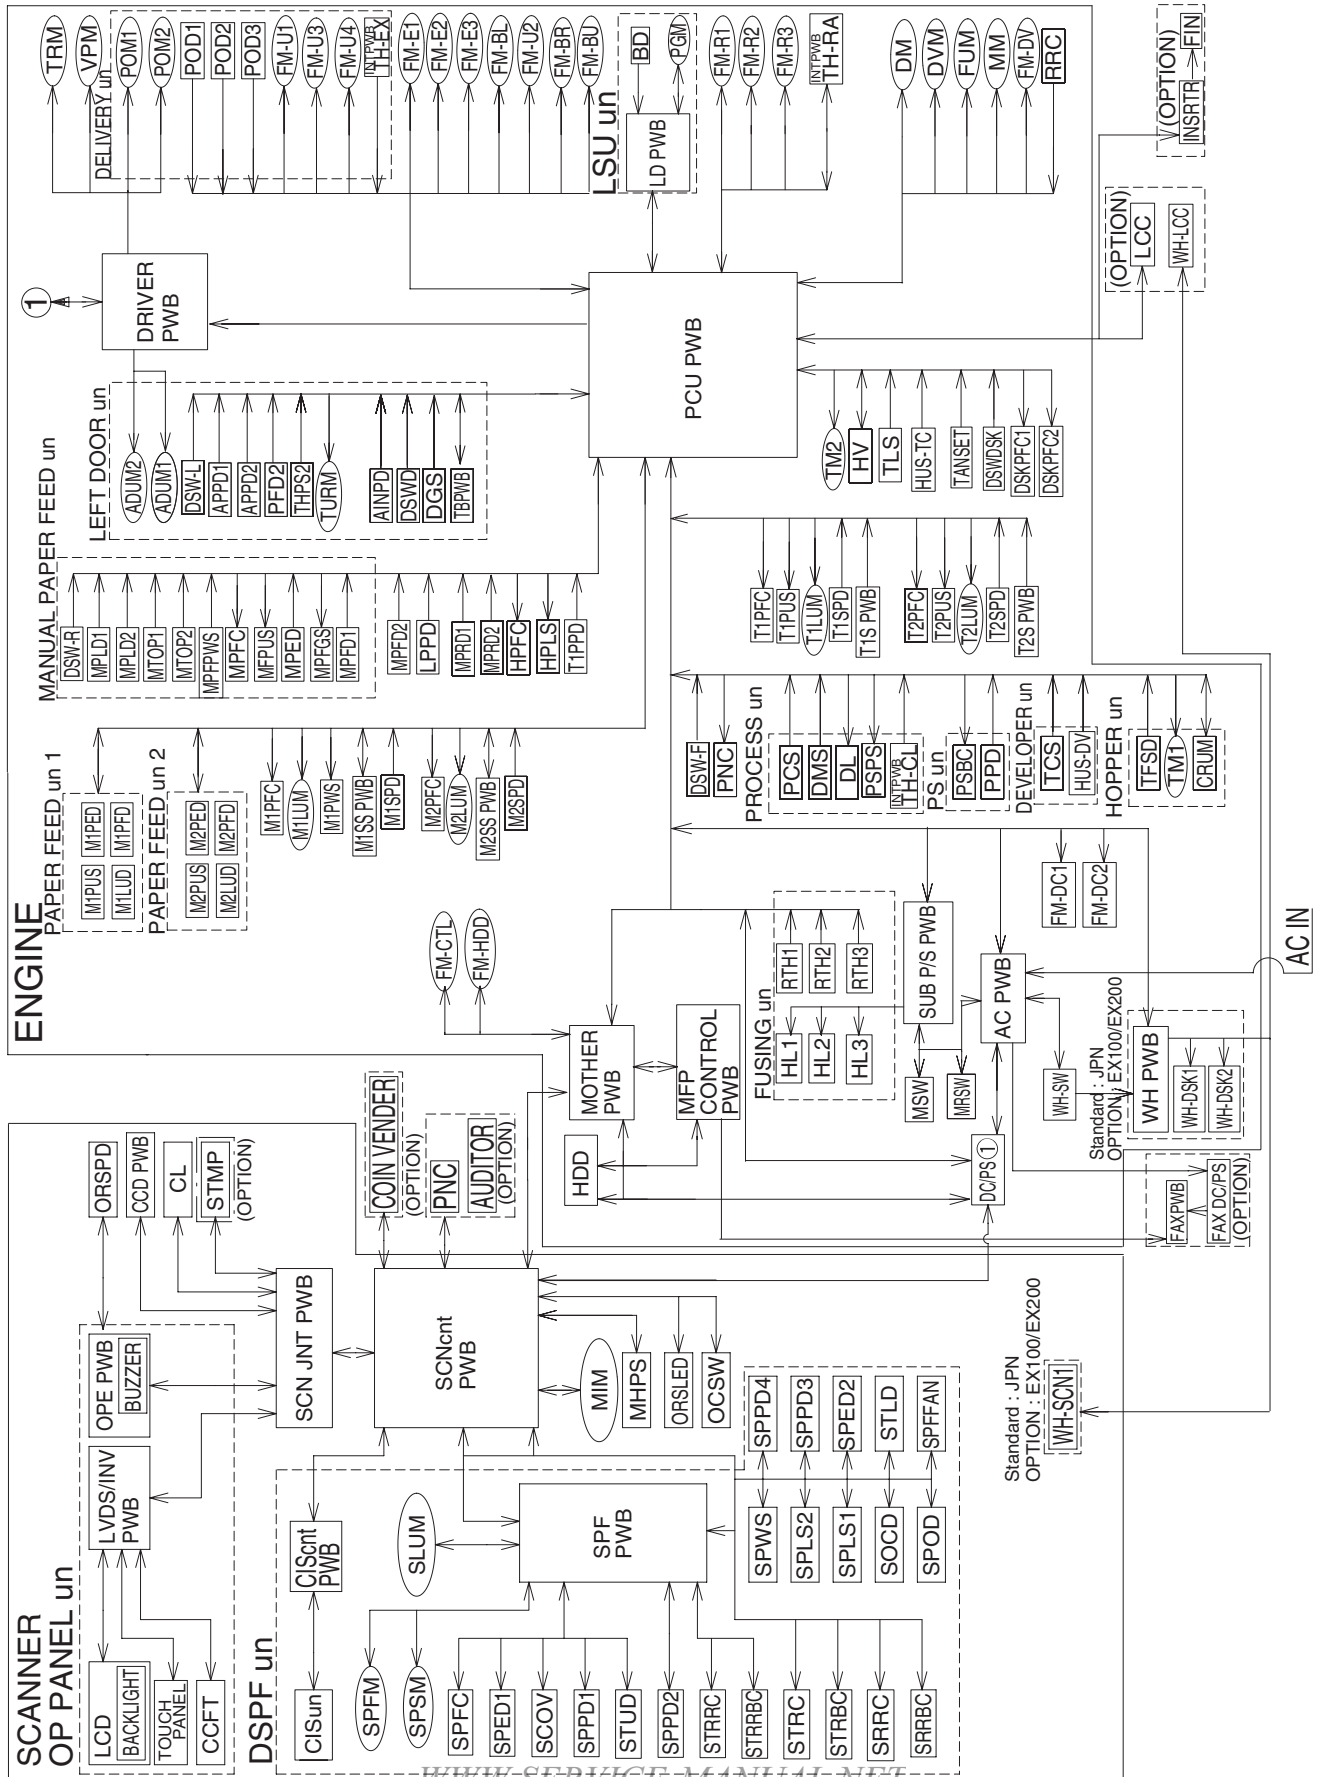 ENGINE
PAPER FEED un 1
M1PUS
M1PED
M1LUD
M1PFD
PAPER FEED un 2
M2PUS
M2PED
M2LUD
M2PFD
M1PFC
M1LUM
M1PWS
M1SS PWB
M1SPD
M2PFC
M2LUM
M2SS PWB
M2SPD
MANUAL PAPER FEED un
DSW-R
MPLD1
MPLD2
MTOP1
MTOP2
MPFPWS
MPFC
MFPUS
MPED
MPFGS
MPFD1
MPFD2
LPPD
MPRD1
MPRD2
HPFC
HPLS
T1PPD
LEFT DOOR un
ADUM2
ADUM1
DSW-L
APPD1
APPD2
PFD2
THPS2
TURM
AINPD
DSWD
DGS
TBPWB
1
DRIVER
PWB
TRM
VPM
DELIVERY un
POM1
POM2
POD1
POD2
POD3
FM-U1
FM-U3
FM-U4
INTPWB
TH-EX
FM-E1
FM-E2
FM-E3
FM-BL
FM-U2
FM-BR
FM-BU
LSU un
BD
PGM
LD PWB
FM-R1
FM-R2
FM-R3
INTPWB
TH-RA
DM
DVM
FUM
MM
FM-DV
RRC
(OPTION)
INSRTR
FIN
(OPTION)
LCC
WH-LCC
PCU PWB
TM2
HV
TLS
HUS-TC
TANSET
DSWDSK
DSKPFC1
DSKPFC2
T1PFC
T1PUS
T1LUM
T1SPD
T1S PWB
T2PFC
T2PUS
T2LUM
T2SPD
T2S PWB
DSW-F
PNC
PROCESS un
PCS
DMS
DL
PSPS
INTPWB
TH-CL
PS un
PSBC
PPD
DEVELOPER un
TCS
HUS-DV
HOPPER un
TFSD
TM1
CRUM
FM-CTL
FM-HDD
MOTHER
PWB
MFP
CONTROL
PWB
HDD
FUSING un
HL1
HL2
HL3
RTH1
RTH2
RTH3
SUB P/S PWB
AC PWB
MSW
MRSW
DC/PS 1
WH-SW
FM-DC1
FM-DC2
AC IN
Standard : JPN
OPTION : EX100/EX200
WH PWB
WH-DSK1
WH-DSK2
FAXPWB
FAX DC/PS
(OPTION)
SCANNER
OP PANEL un
LCD
BACKLIGHT
TOUCH
PANEL
CCFT
LVDS/INV
PWB
OPE PWB
BUZZER
ORSPD
CCD PWB
CL
STMP
(OPTION)
SCN JNT PWB
COIN VENDER
(OPTION)
PNC
AUDITOR
(OPTION)
SCNcnt
PWB
MIM
MHPS
ORSLED
OCSW
DSPF un
CISun
CIScnt
PWB
SLUM
SPF
PWB
SPFM
SPSM
SPFC
SPED1
SCOV
SPPD1
STUD
SPPD2
STRRC
STRRBC
STRC
STRBC
SRRC
SRRBC
SPWS
SPLS2
SPLS1
SOCD
SPOD
SPPD4
SPPD3
SPED2
STLD
SPFFAN
Standard : JPN
OPTION : EX100/EX200
WH-SCN1
WWW.SERVICE-MANUAL.NET